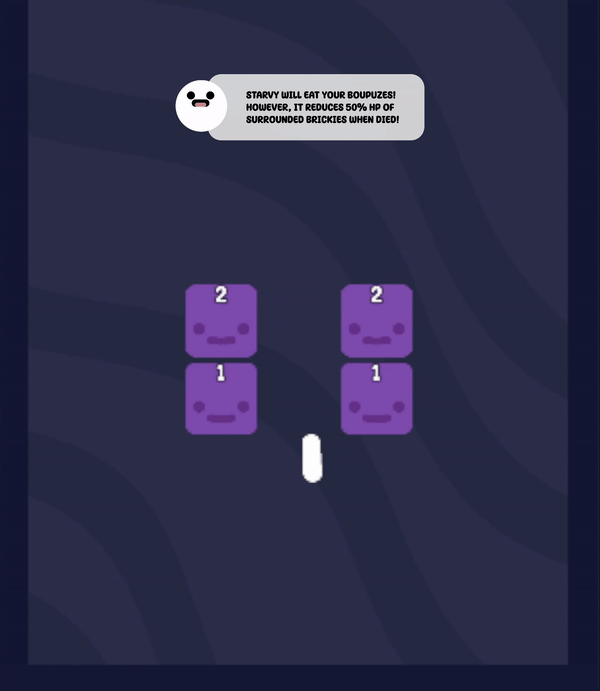 STARVY WILL EAT YOUR BOUPUZES!
HOWEVER, IT REDUCES 50% HP OF
SURROUNDED BRICKIES WHEN DIED!
2 2
1 1